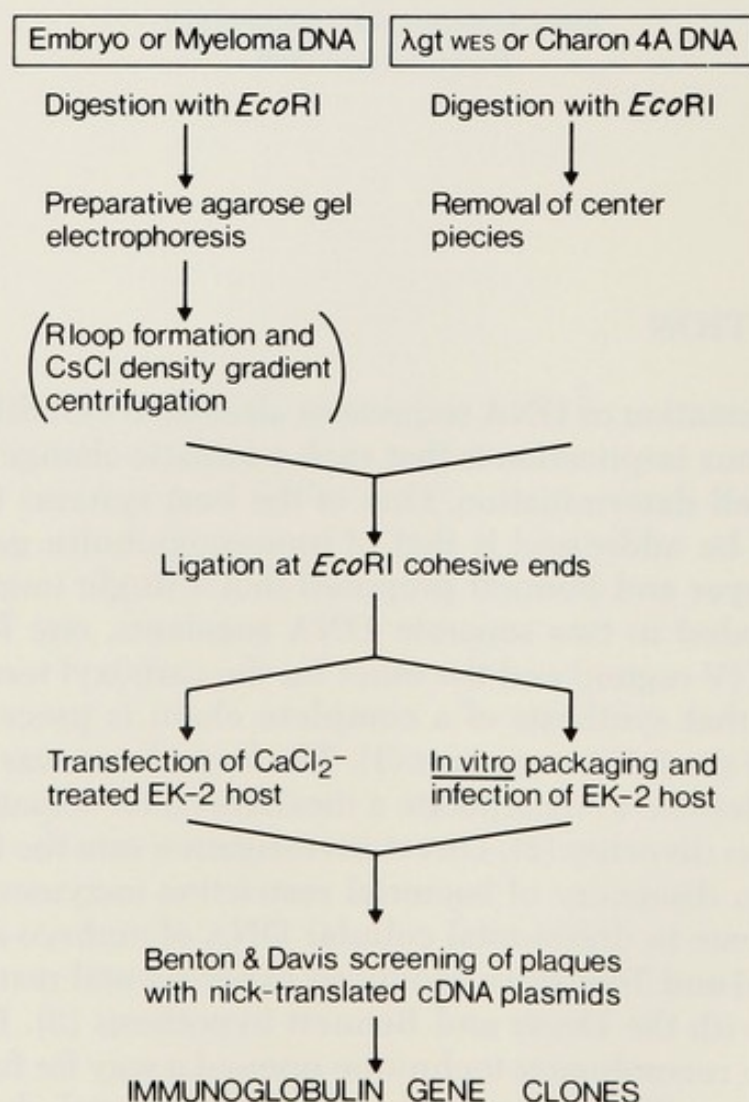 Embryo or Myeloma DNA
λgt WES or Charon 4A DNA
Digestion with EcoRI
Digestion with EcoRI
Preparative agarose gel
electrophoresis
Removal of center
piecies
(R loop formation and
CsCl density gradient
centrifugation)
Ligation at EcoRI cohesive ends
Transfection of CaCl₂-
treated EK-2 host
In vitro packaging and
infection of EK-2 host
Benton & Davis screening of plaques
with nick-translated cDNA plasmids
IMMUNOGLOBULIN GENE CLONES